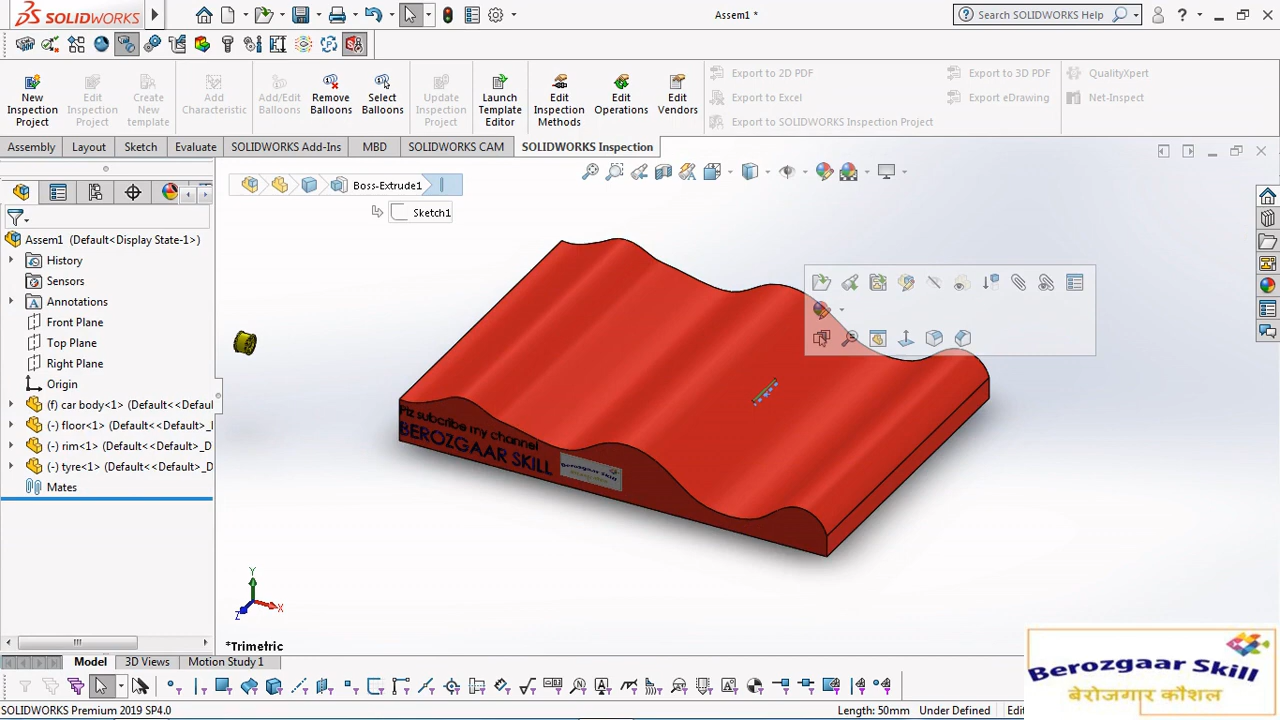 SOLIDWORKS
Assem1 *
Search SOLIDWORKS Help
New Inspection Project
Edit Inspection Project
Create New template
Add Characteristic
Add/Edit Balloons
Remove Balloons
Select Balloons
Update Inspection Project
Launch Template Editor
Edit Inspection Methods
Edit Operations
Edit Vendors
Export to 2D PDF
Export to Excel
Export to SOLIDWORKS Inspection Project
Export to 3D PDF
Export eDrawing
QualityXpert
Net-Inspect
Assembly
Layout
Sketch
Evaluate
SOLIDWORKS Add-Ins
MBD
SOLIDWORKS CAM
SOLIDWORKS Inspection
Boss-Extrude1
Sketch1
Assem1 (Default<Display State-1>)
History
Sensors
Annotations
Front Plane
Top Plane
Right Plane
Origin
(f) car body<1> (Default<<Defaul
(-) floor<1> (Default<<Default>_
(-) rim<1> (Default<<Default>_D
(-) tyre<1> (Default<<Default>_D
Mates
Plz subcribe my channel
BEROZGAAR SKILL
Berozgaar Skill
Y
X
Z
*Trimetric
Model
3D Views
Motion Study 1
SOLIDWORKS Premium 2019 SP4.0
Length: 50mm
Under Defined
Edit
Berozgaar Skill
बेरोजगार कौशल